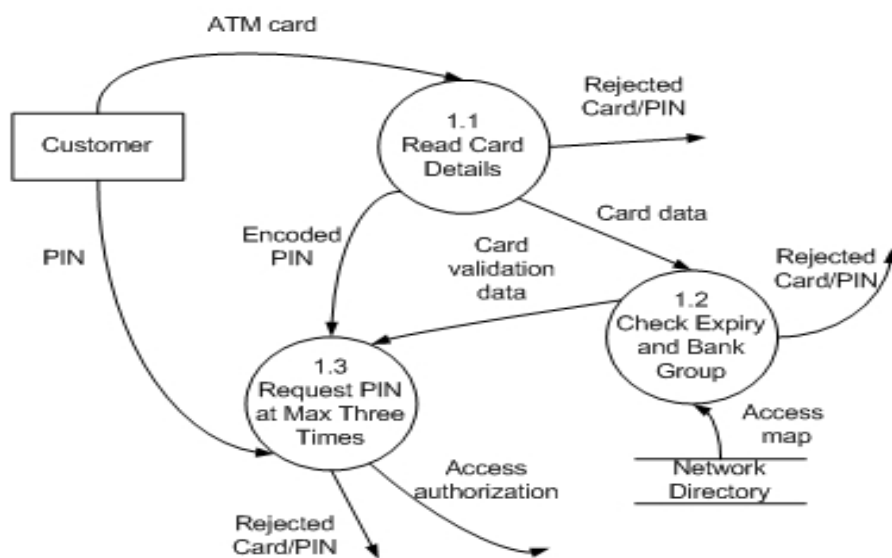 ATM card
Rejected
Card/PIN
1.1
Read Card
Details
Customer
PIN
Encoded
PIN
Card
validation
data
Card data
Rejected
Card/PIN
1.2
Check Expiry
and Bank
Group
1.3
Request PIN
at Max Three
Times
Access
map
Network
Directory
Access
authorization
Rejected
Card/PIN